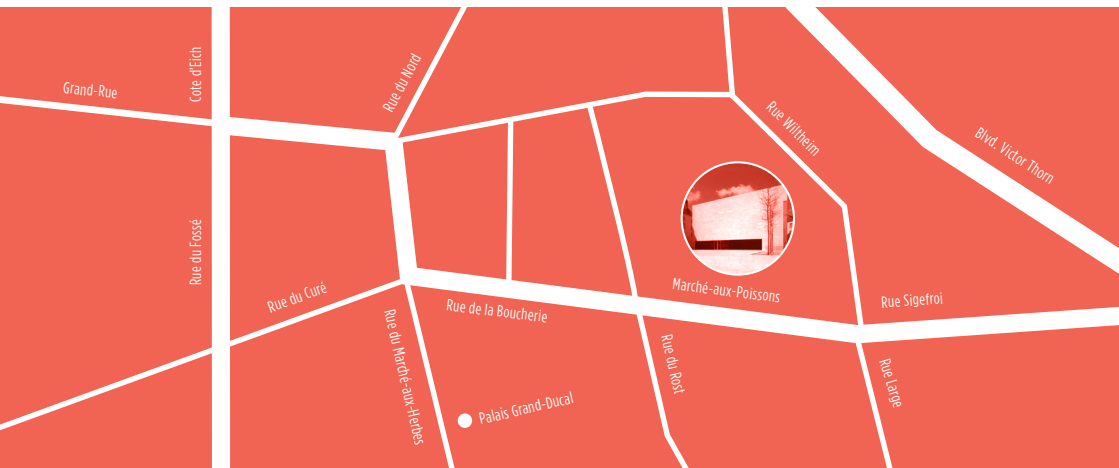 Grand-Rue
Cote d'Eich
Rue du Nord
Rue Wiltheim
Blvd. Victor Thorn
Rue du Fossé
Rue du Curé
Rue de la Boucherie
Marché-aux-Poissons
Rue Sigefroi
Rue du Marché-aux-Herbes
Rue du Rost
Rue Large
Palais Grand-Ducal